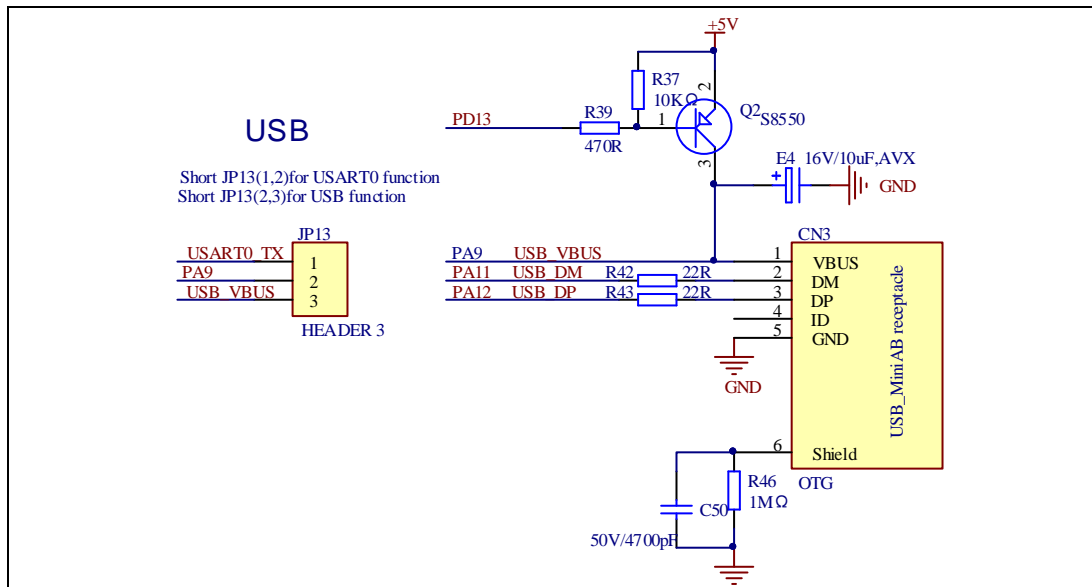 +5V
R37
10KΩ
2
Q2 S8550
R39
1
PD13
470R
3
USB
E4 16V/10uF,AVX
GND
Short JP13(1,2)for USART0 function
Short JP13(2,3)for USB function
JP13
CN3
USART0_TX 1
PA9 2
USB_VBUS 3
HEADER 3
PA9 USB_VBUS 1 VBUS
PA11 USB_DM R42 22R 2 DM
PA12 USB_DP R43 22R 3 DP
4 ID
5 GND
GND
USB_MiniAB receptacle
6 Shield
OTG
R46
1MΩ
C50
50V/4700pF